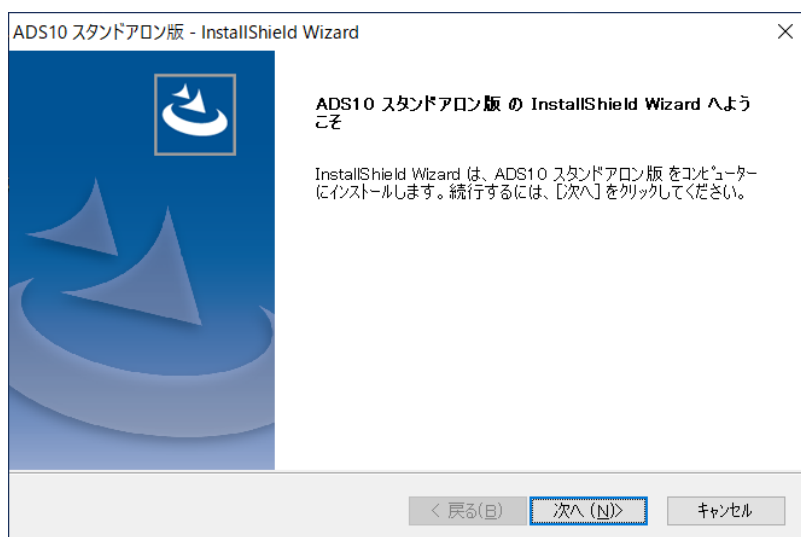 ADS10 スタンドアロン版 - InstallShield Wizard
ADS10 スタンドアロン版 の InstallShield Wizard へよう
こそ
InstallShield Wizard は、ADS10 スタンドアロン版 をコンピューター
にインストールします。続行するには、[次へ] をクリックしてください。
< 戻る(B)
次へ (N)>
キャンセル